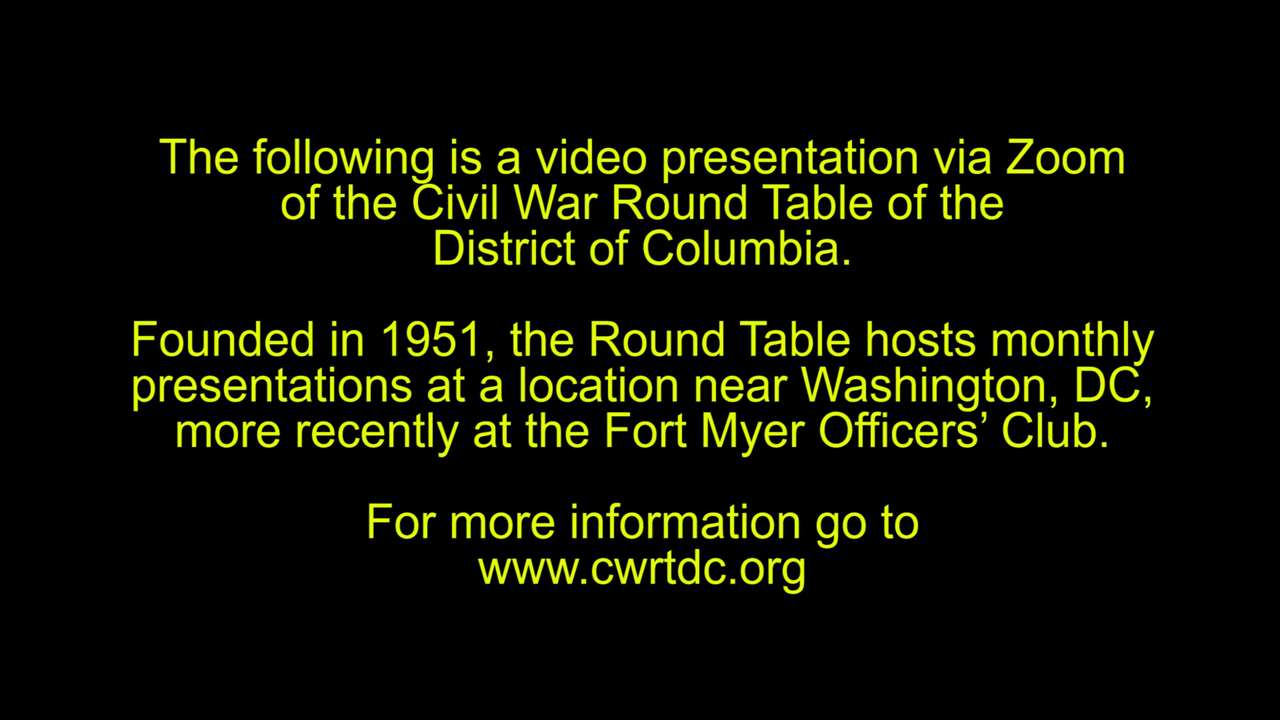 The following is a video presentation via Zoom
of the Civil War Round Table of the
District of Columbia.
Founded in 1951, the Round Table hosts monthly
presentations at a location near Washington, DC,
more recently at the Fort Myer Officers’ Club.
For more information go to
www.cwrtdc.org